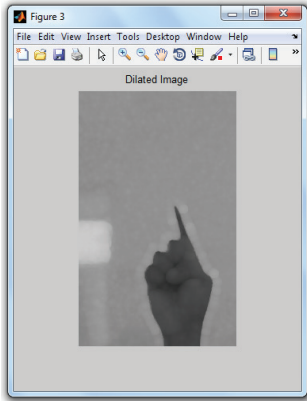 Figure 3
File Edit View Insert Tools Desktop Window Help
Dilated Image